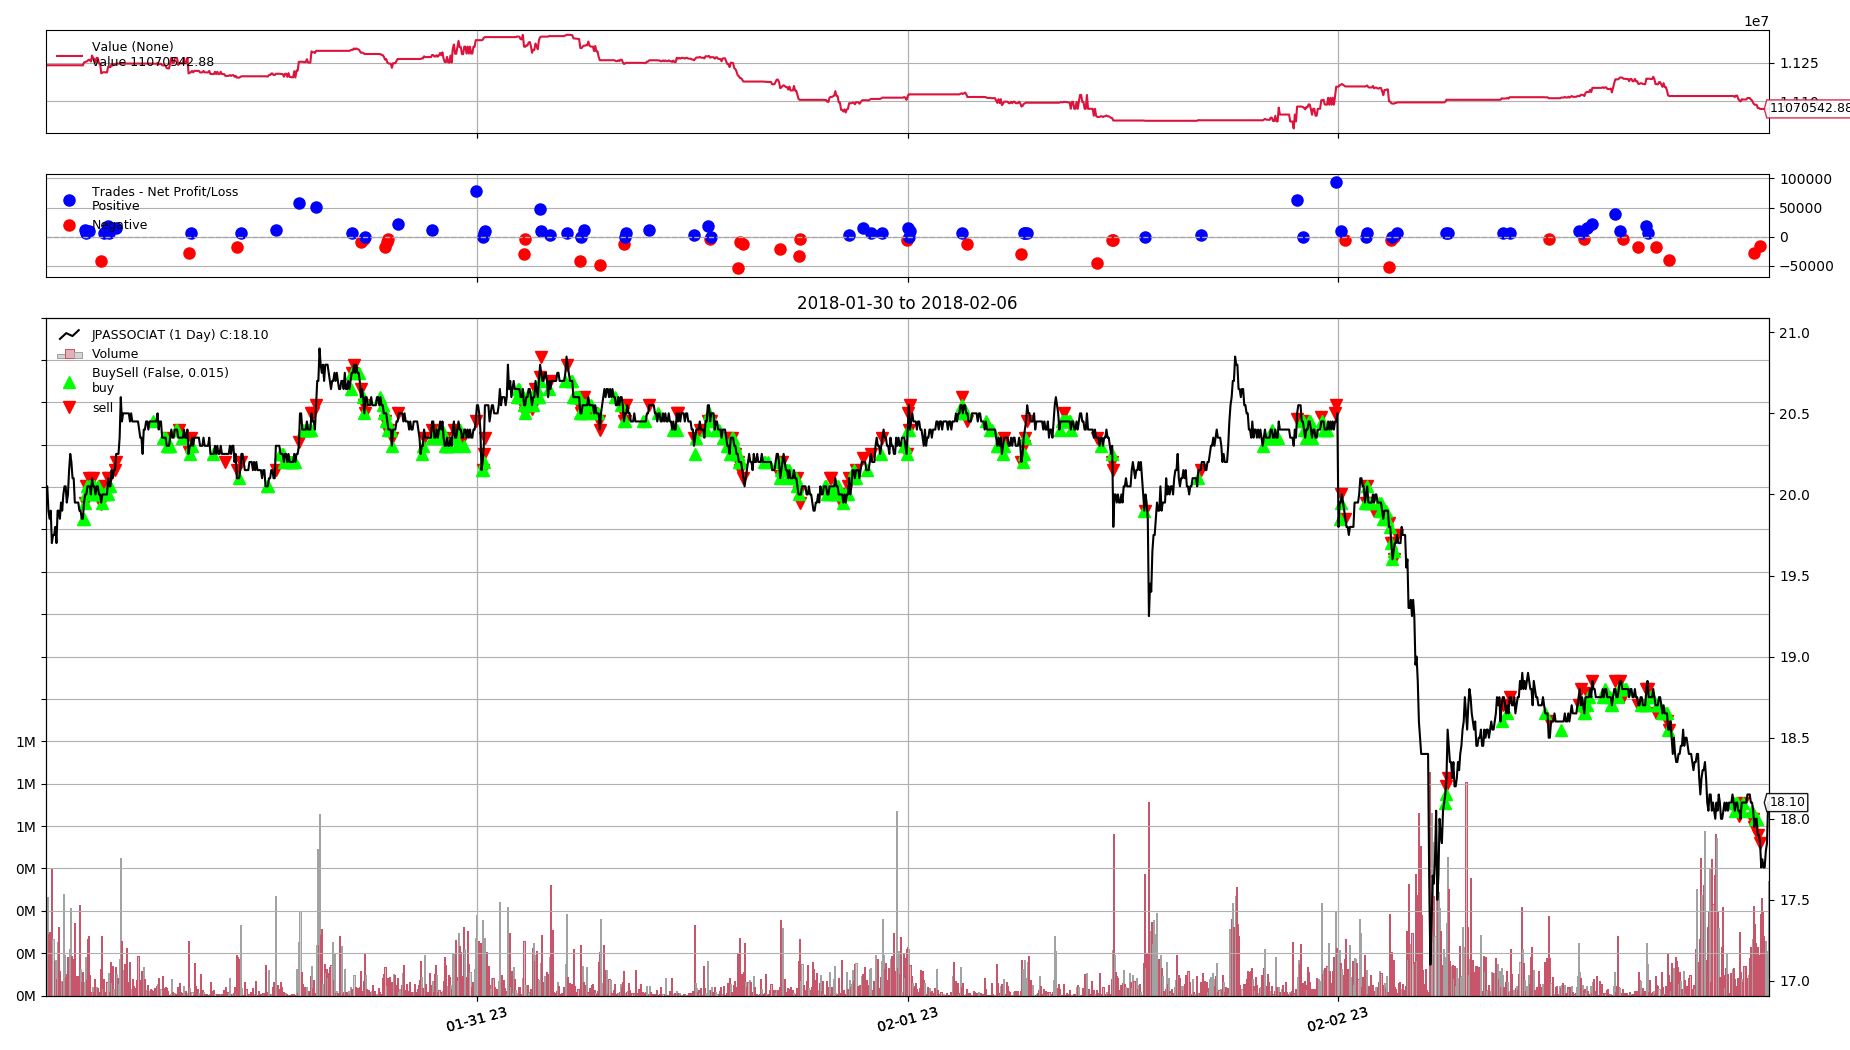 1e7
Value (None)
Value 11070542.88
1.125
1.110
11070542.88
Trades - Net Profit/Loss
Positive
Negative
100000
50000
0
−50000
2018-01-30 to 2018-02-06
JPASSOCIAT (1 Day) C:18.10
Volume
BuySell (False, 0.015)
buy
sell
21.0
20.5
20.0
19.5
19.0
18.5
18.10
18.0
17.5
17.0
1M
1M
1M
0M
0M
0M
0M
01-31 23
02-01 23
02-02 23